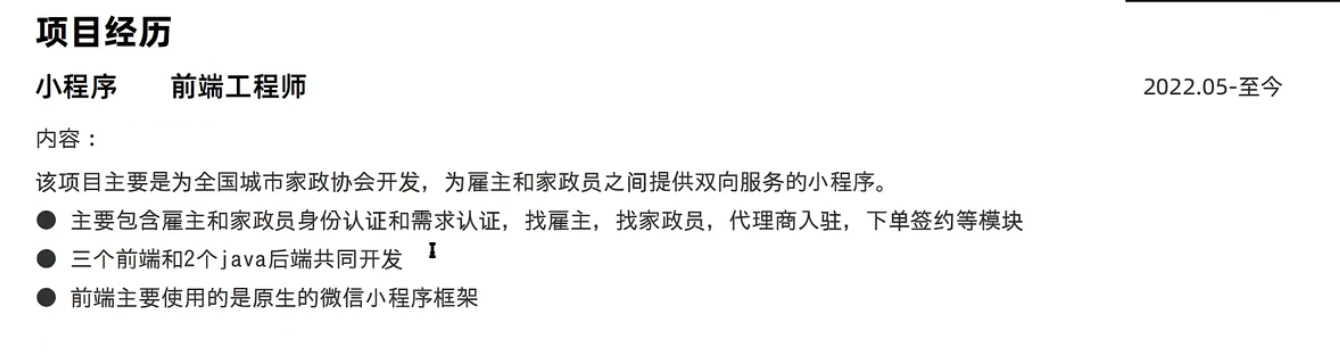 项目经历
小程序 前端工程师 2022.05-至今
内容：
该项目主要是为全国城市家政协会开发，为雇主和家政员之间提供双向服务的小程序。
● 主要包含雇主和家政员身份认证和需求认证，找雇主，找家政员，代理商入驻，下单签约等模块
● 三个前端和2个java后端共同开发
● 前端主要使用的是原生的微信小程序框架